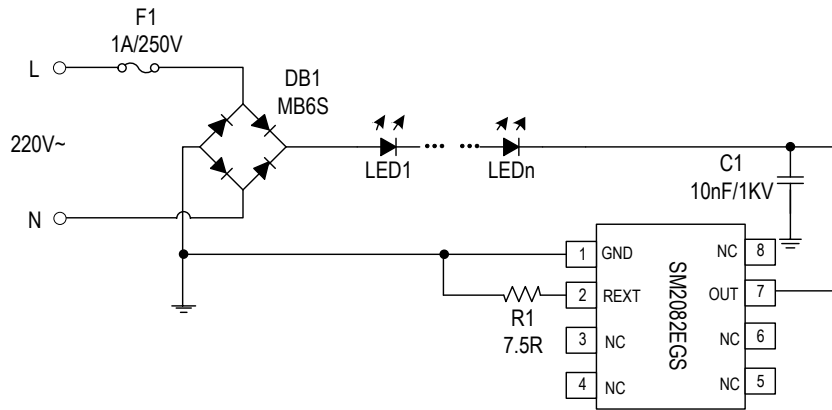 F1
1A/250V
L
DB1
MB6S
220V~
LED1
LEDn
C1
10nF/1KV
N
1
GND
NC
8
SM2082EGS
2
REXT
OUT
7
R1
7.5R
3
NC
NC
6
4
NC
NC
5